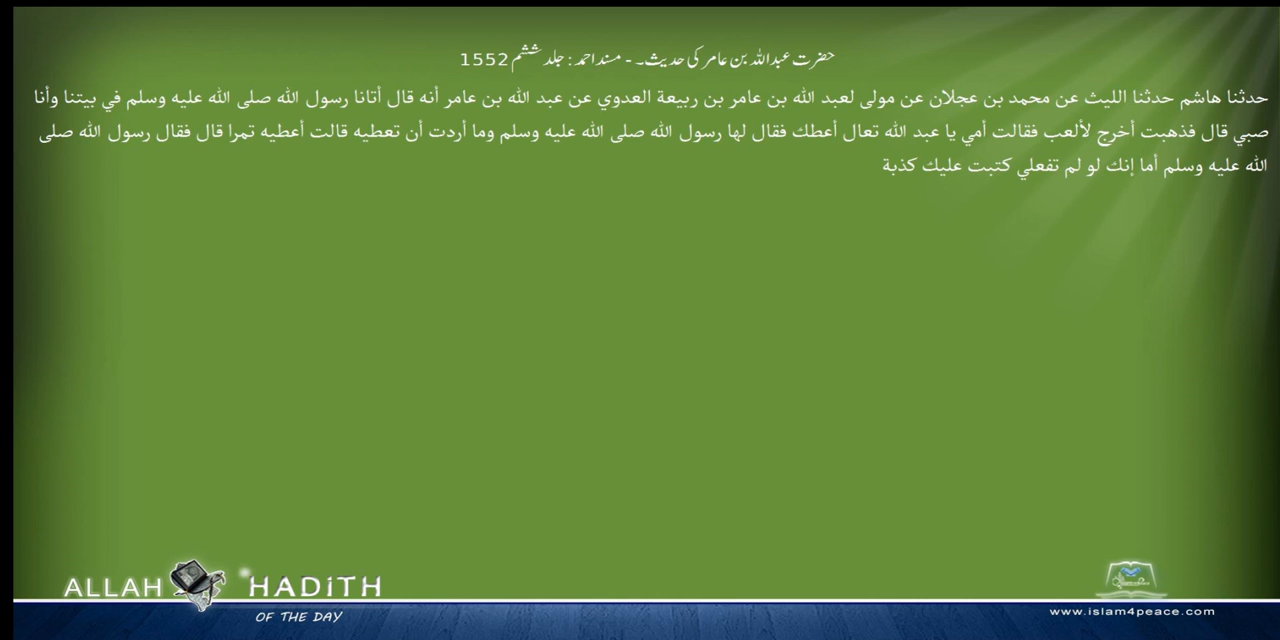 حضرت عبداللہ بن عامر کی حدیث۔ - مسند احمد : جلد ششم 1552
حدثنا هاشم حدثنا الليث عن محمد بن عجلان عن مولى لعبد الله بن عامر بن ربيعة العدوي عن عبد الله بن عامر أنه قال أتانا رسول الله صلى الله عليه وسلم في بيتنا وأنا
صبي قال فذهبت أخرج لألعب فقالت أمي يا عبد الله تعال أعطك فقال لها رسول الله صلى الله عليه وسلم وما أردت أن تعطيه قالت أعطيه تمرا قال فقال رسول الله صلى
الله عليه وسلم أما إنك لو لم تفعلي كتبت عليك كذبة
ALLAH HADITH
OF THE DAY
www.islam4peace.com